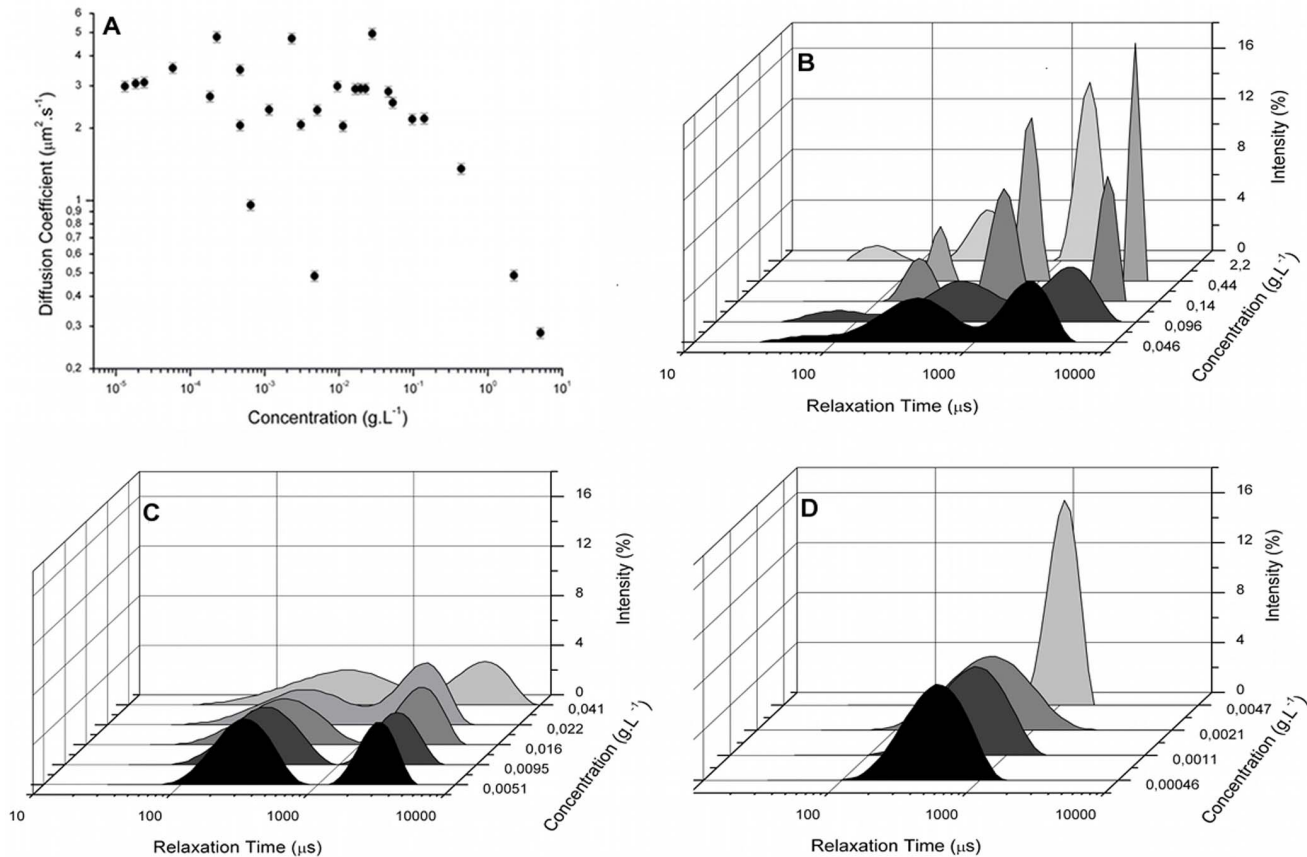 A
6
5
4
3
2
1
0,9
0,8
0,7
0,6
0,5
0,4
0,3
0,2
Diffusion Coefficient (μm².s⁻¹)
10⁻⁵ 10⁻⁴ 10⁻³ 10⁻² 10⁻¹ 10⁰ 10¹
Concentration (g.L⁻¹)
B
16
12
8
4
0
Intensity (%)
2,2
0,44
0,14
0,096
0,046
Concentration (g.L⁻¹)
10 100 1000 10000
Relaxation Time (μs)
C
16
12
8
4
0
Intensity (%)
0,041
0,022
0,016
0,0095
0,0051
Concentration (g.L⁻¹)
10 100 1000 10000
Relaxation Time (μs)
D
16
12
8
4
0
Intensity (%)
0,0047
0,0021
0,0011
0,00046
Concentration (g.L⁻¹)
100 1000 10000
Relaxation Time (μs)